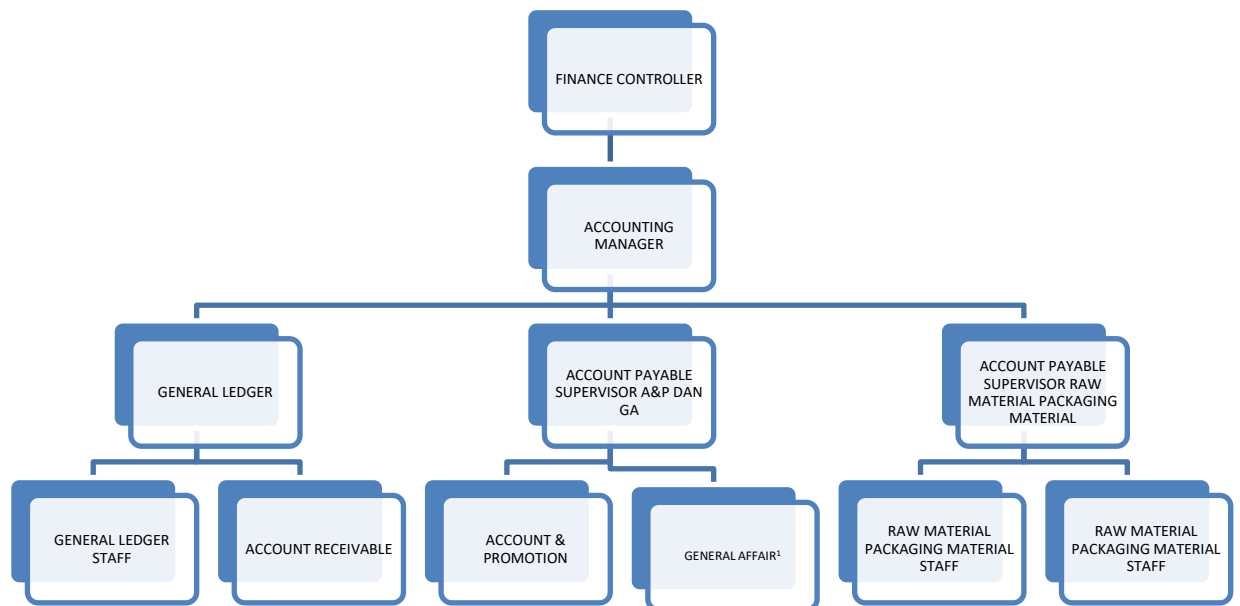 FINANCE CONTROLLER
ACCOUNTING
MANAGER
GENERAL LEDGER
ACCOUNT PAYABLE
SUPERVISOR A&P DAN
GA
ACCOUNT PAYABLE
SUPERVISOR RAW
MATERIAL PACKAGING
MATERIAL
GENERAL LEDGER
STAFF
ACCOUNT RECEIVABLE
ACCOUNT &
PROMOTION
GENERAL AFFAIR¹
RAW MATERIAL
PACKAGING MATERIAL
STAFF
RAW MATERIAL
PACKAGING MATERIAL
STAFF